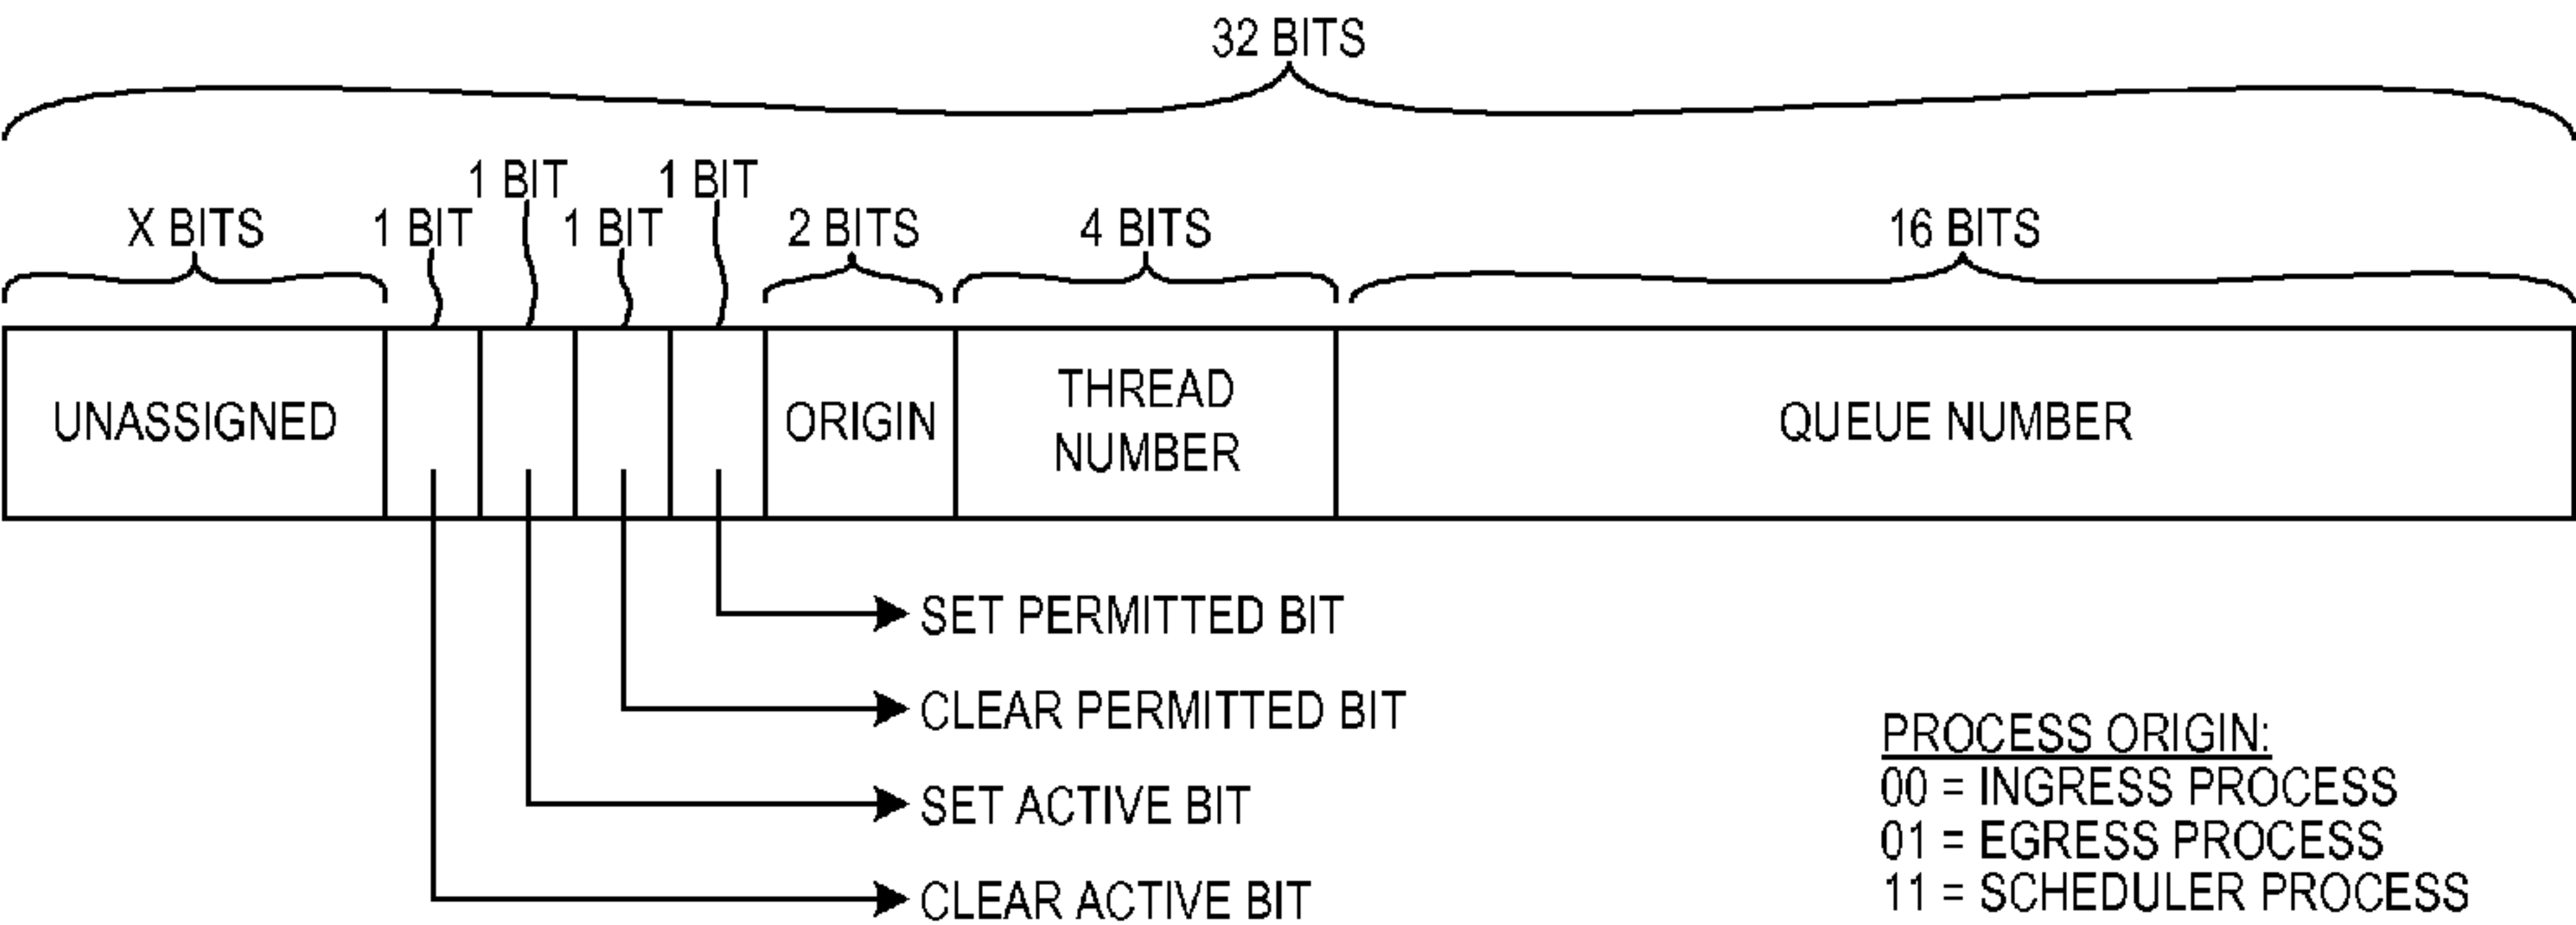 32 BITS
1 BIT 1 BIT
X BITS 1 BIT 1 BIT 2 BITS 4 BITS 16 BITS
UNASSIGNED ORIGIN THREAD NUMBER QUEUE NUMBER
SET PERMITTED BIT
CLEAR PERMITTED BIT
SET ACTIVE BIT
CLEAR ACTIVE BIT
PROCESS ORIGIN:
00 = INGRESS PROCESS
01 = EGRESS PROCESS
11 = SCHEDULER PROCESS